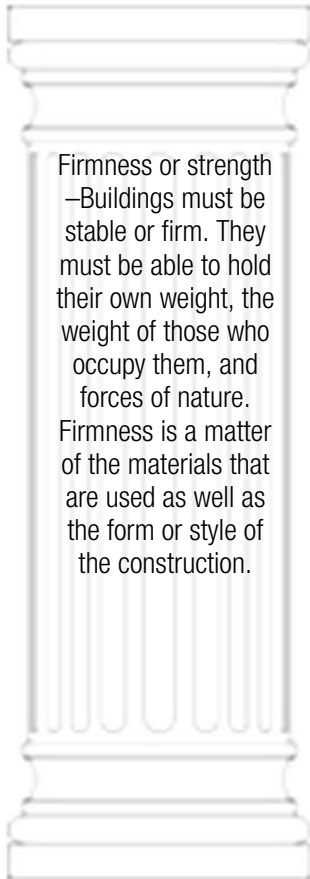 Firmness or strength
–Buildings must be
stable or firm. They
must be able to hold
their own weight, the
weight of those who
occupy them, and
forces of nature.
Firmness is a matter
of the materials that
are used as well as
the form or style of
the construction.